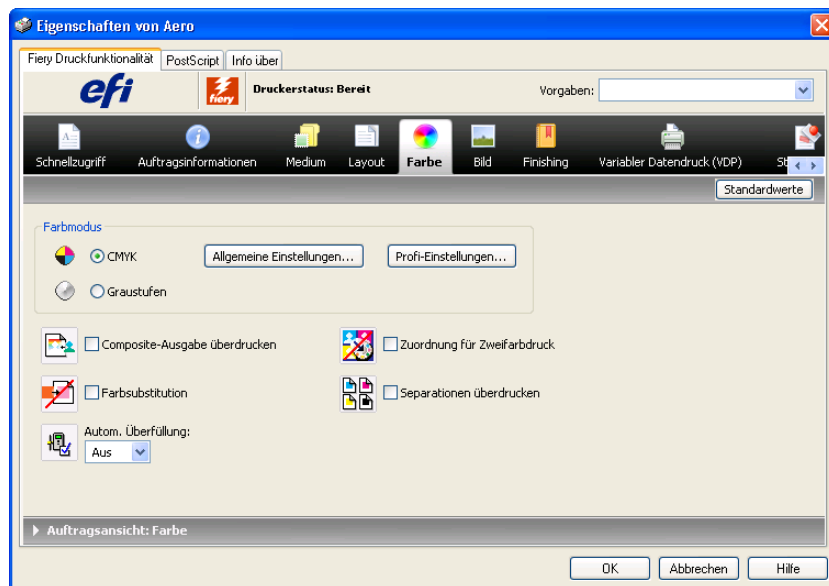 Eigenschaften von Aero
Fiery Druckfunktionalität PostScript Info über
efi fiery Druckerstatus: Bereit Vorgaben:
Schnellzugriff Auftragsinformationen Medium Layout Farbe Bild Finishing Variabler Datendruck (VDP) St
Standardwerte
Farbmodus
CMYK Allgemeine Einstellungen... Profi-Einstellungen...
Graustufen
Composite-Ausgabe überdrucken Zuordnung für Zweifarbdruck
Farbsubstitution Separationen überdrucken
Autom. Überfüllung:
Aus
Auftragsansicht: Farbe
OK Abbrechen Hilfe